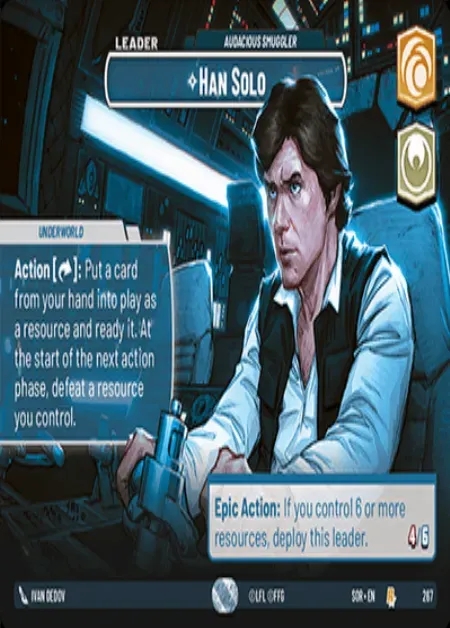 LEADER
AUDACIOUS SMUGGLER
HAN SOLO
UNDERWORLD
Action [ ]: Put a card
from your hand into play as
a resource and ready it. At
the start of the next action
phase, defeat a resource
you control.
Epic Action: If you control 6 or more
resources, deploy this leader.
4/6
IVAN DEDOV
©LFL ©FFG
SOR • EN
267